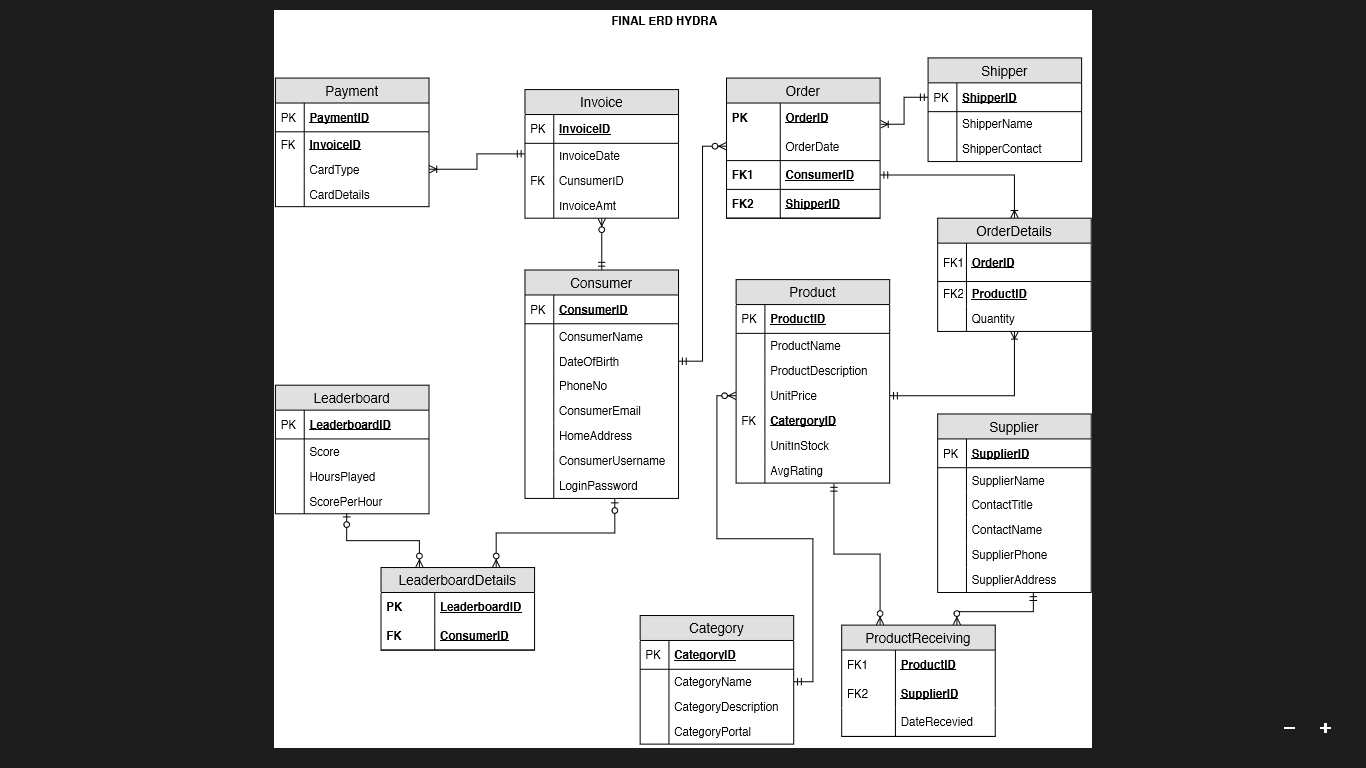 FINAL ERD HYDRA
Payment
PK PaymentID
FK InvoiceID
CardType
CardDetails
Invoice
PK InvoiceID
InvoiceDate
FK CunsumerID
InvoiceAmt
Order
PK OrderID
OrderDate
FK1 ConsumerID
FK2 ShipperID
Shipper
PK ShipperID
ShipperName
ShipperContact
OrderDetails
FK1 OrderID
FK2 ProductID
Quantity
Consumer
PK ConsumerID
ConsumerName
DateOfBirth
PhoneNo
ConsumerEmail
HomeAddress
ConsumerUsername
LoginPassword
Product
PK ProductID
ProductName
ProductDescription
UnitPrice
FK CatergoryID
UnitInStock
AvgRating
Leaderboard
PK LeaderboardID
Score
HoursPlayed
ScorePerHour
Supplier
PK SupplierID
SupplierName
ContactTitle
ContactName
SupplierPhone
SupplierAddress
LeaderboardDetails
PK LeaderboardID
FK ConsumerID
Category
PK CategoryID
CategoryName
CategoryDescription
CategoryPortal
ProductReceiving
FK1 ProductID
FK2 SupplierID
DateRecevied